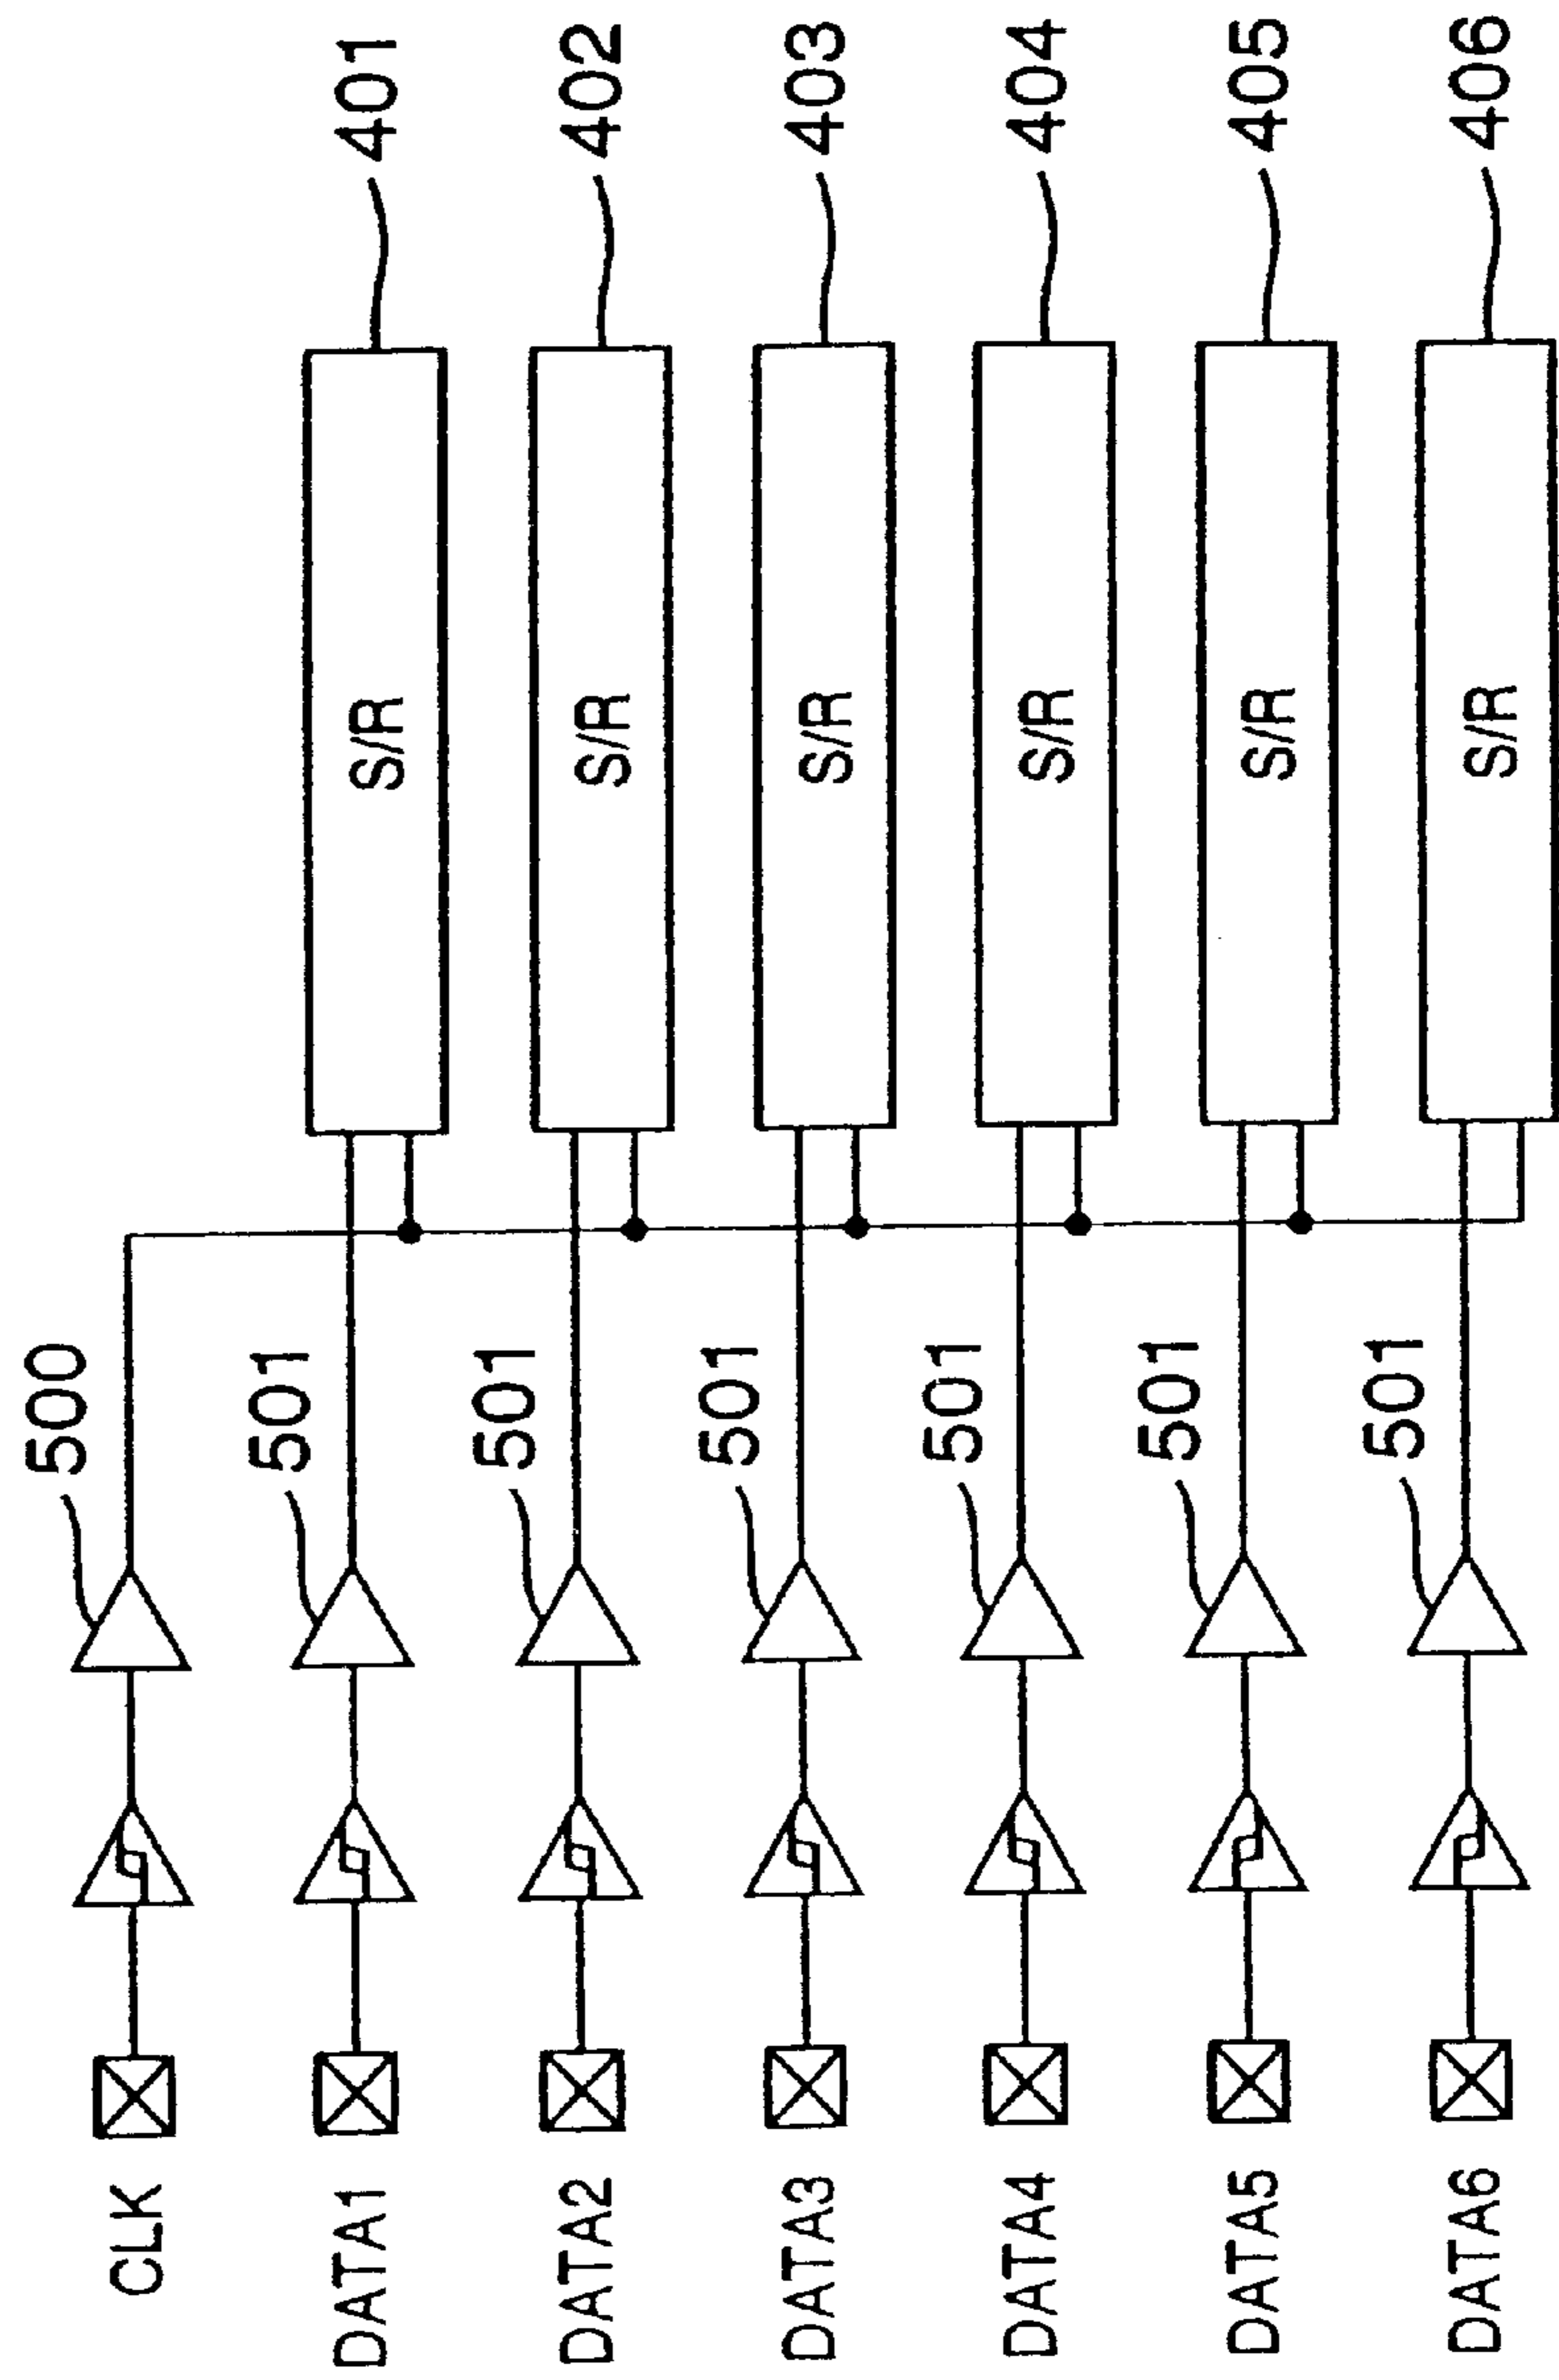 CLK
500
DATA1
501
S/R
401
DATA2
501
S/R
402
DATA3
501
S/R
403
DATA4
501
S/R
404
DATA5
501
S/R
405
DATA6
501
S/R
406